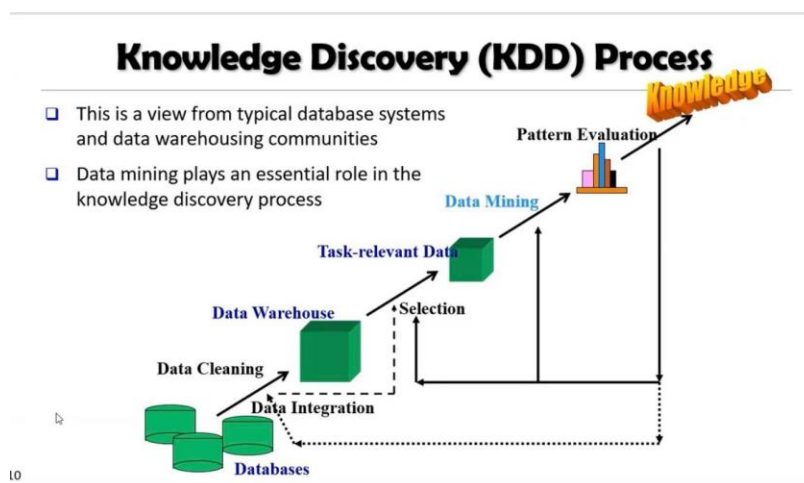 Knowledge Discovery (KDD) Process
This is a view from typical database systems
and data warehousing communities
Data mining plays an essential role in the
knowledge discovery process
Knowledge
Pattern Evaluation
Data Mining
Task-relevant Data
Selection
Data Warehouse
Data Cleaning
Data Integration
Databases
10